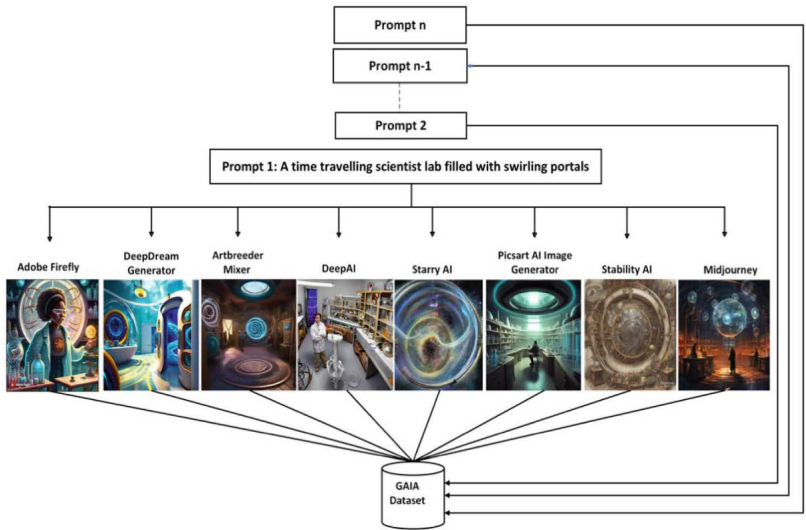 Prompt n
Prompt n-1
Prompt 2
Prompt 1: A time travelling scientist lab filled with swirling portals
Adobe Firefly
DeepDream
Generator
Artbreeder
Mixer
DeepAI
Starry AI
Picsart AI Image
Generator
Stability AI
Midjourney
GAIA
Dataset